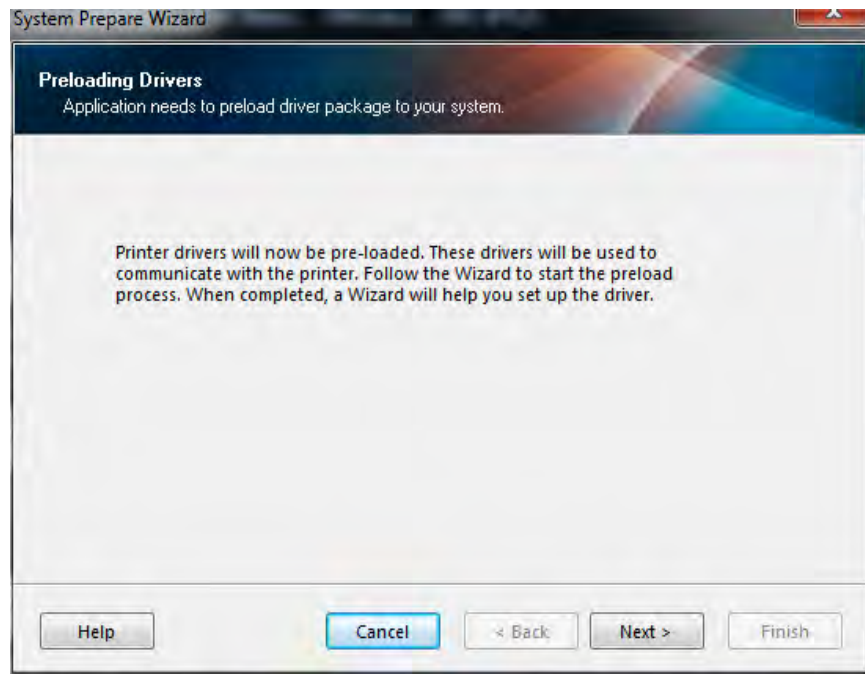 System Prepare Wizard
Preloading Drivers
Application needs to preload driver package to your system.
Printer drivers will now be pre-loaded. These drivers will be used to
communicate with the printer. Follow the Wizard to start the preload
process. When completed, a Wizard will help you set up the driver.
Help Cancel < Back Next > Finish